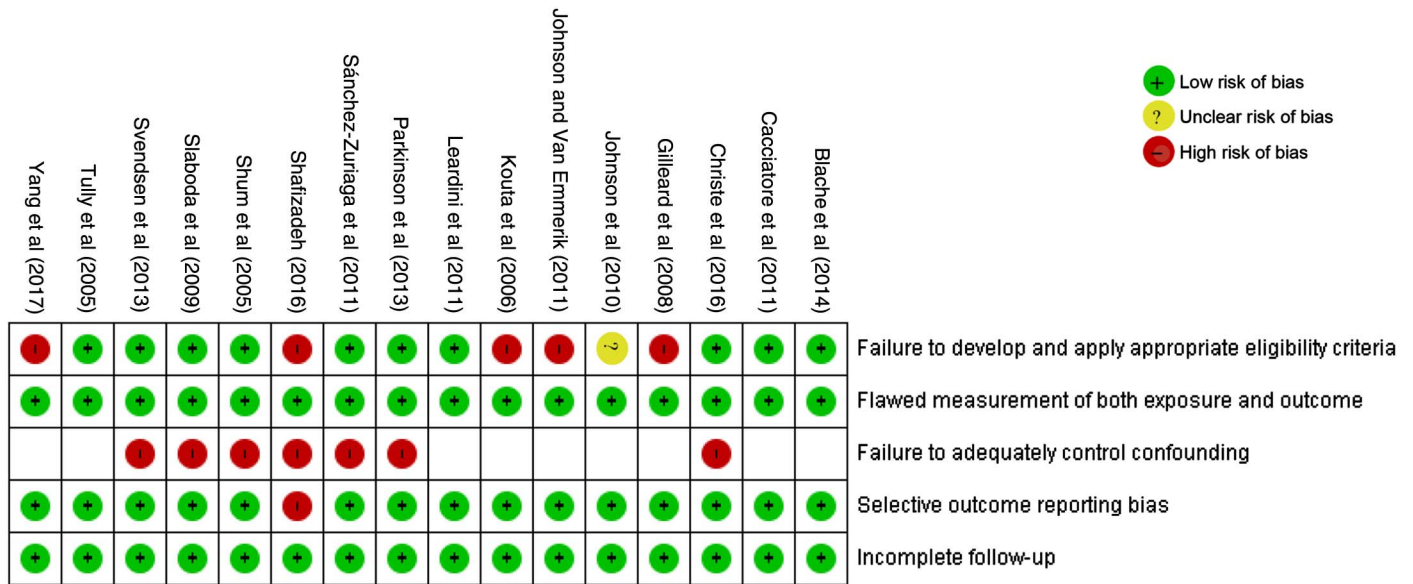 Yang et al (2017)
Tully et al (2005)
Svendsen et al (2013)
Slaboda et al (2009)
Shum et al (2005)
Shafizadeh (2016)
Sánchez-Zuriaga et al (2011)
Parkinson et al (2013)
Leardini et al (2011)
Kouta et al (2006)
Johnson and Van Emmerik (2011)
Johnson et al (2010)
Gilleard et al (2008)
Christe et al (2016)
Cacciatore et al (2011)
Blache et al (2014)
+ Low risk of bias
? Unclear risk of bias
- High risk of bias
- + + + + - + + + - - ? - + + + Failure to develop and apply appropriate eligibility criteria
+ + + + + + + + + + + + + + + + Flawed measurement of both exposure and outcome
- - - - - - - Failure to adequately control confounding
+ + + + + - + + + + + + + + + + Selective outcome reporting bias
+ + + + + + + + + + + + + + + + Incomplete follow-up